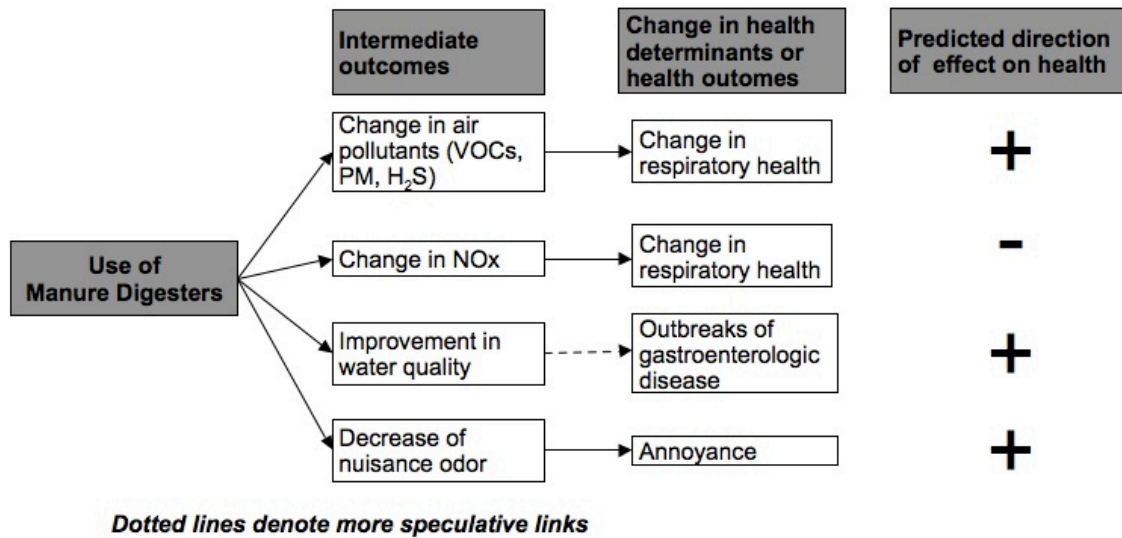 Intermediate
outcomes
Change in health
determinants or
health outcomes
Predicted direction
of effect on health
Use of
Manure Digesters
Change in air
pollutants (VOCs,
PM, H₂S)
Change in
respiratory health
+
Change in NOx
Change in
respiratory health
-
Improvement in
water quality
Outbreaks of
gastroenterologic
disease
+
Decrease of
nuisance odor
Annoyance
+
Dotted lines denote more speculative links